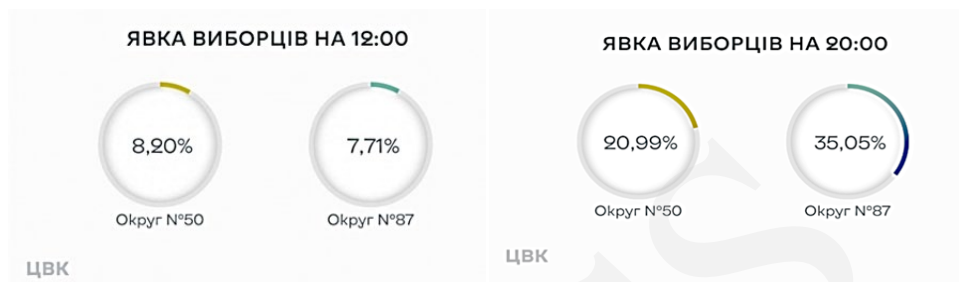 ЯВКА ВИБОРЦІВ НА 12:00
8,20%
7,71%
Округ №50
Округ №87
ЦВК
ЯВКА ВИБОРЦІВ НА 20:00
20,99%
35,05%
Округ №50
Округ №87
ЦВК